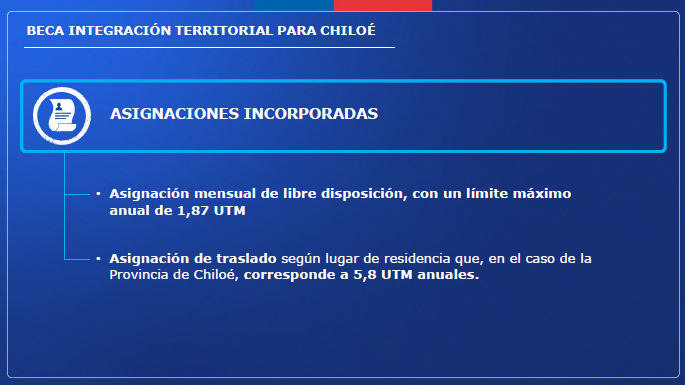 BECA INTEGRACIÓN TERRITORIAL PARA CHILOÉ
ASIGNACIONES INCORPORADAS
• Asignación mensual de libre disposición, con un límite máximo
anual de 1,87 UTM
• Asignación de traslado según lugar de residencia que, en el caso de la
Provincia de Chiloé, corresponde a 5,8 UTM anuales.